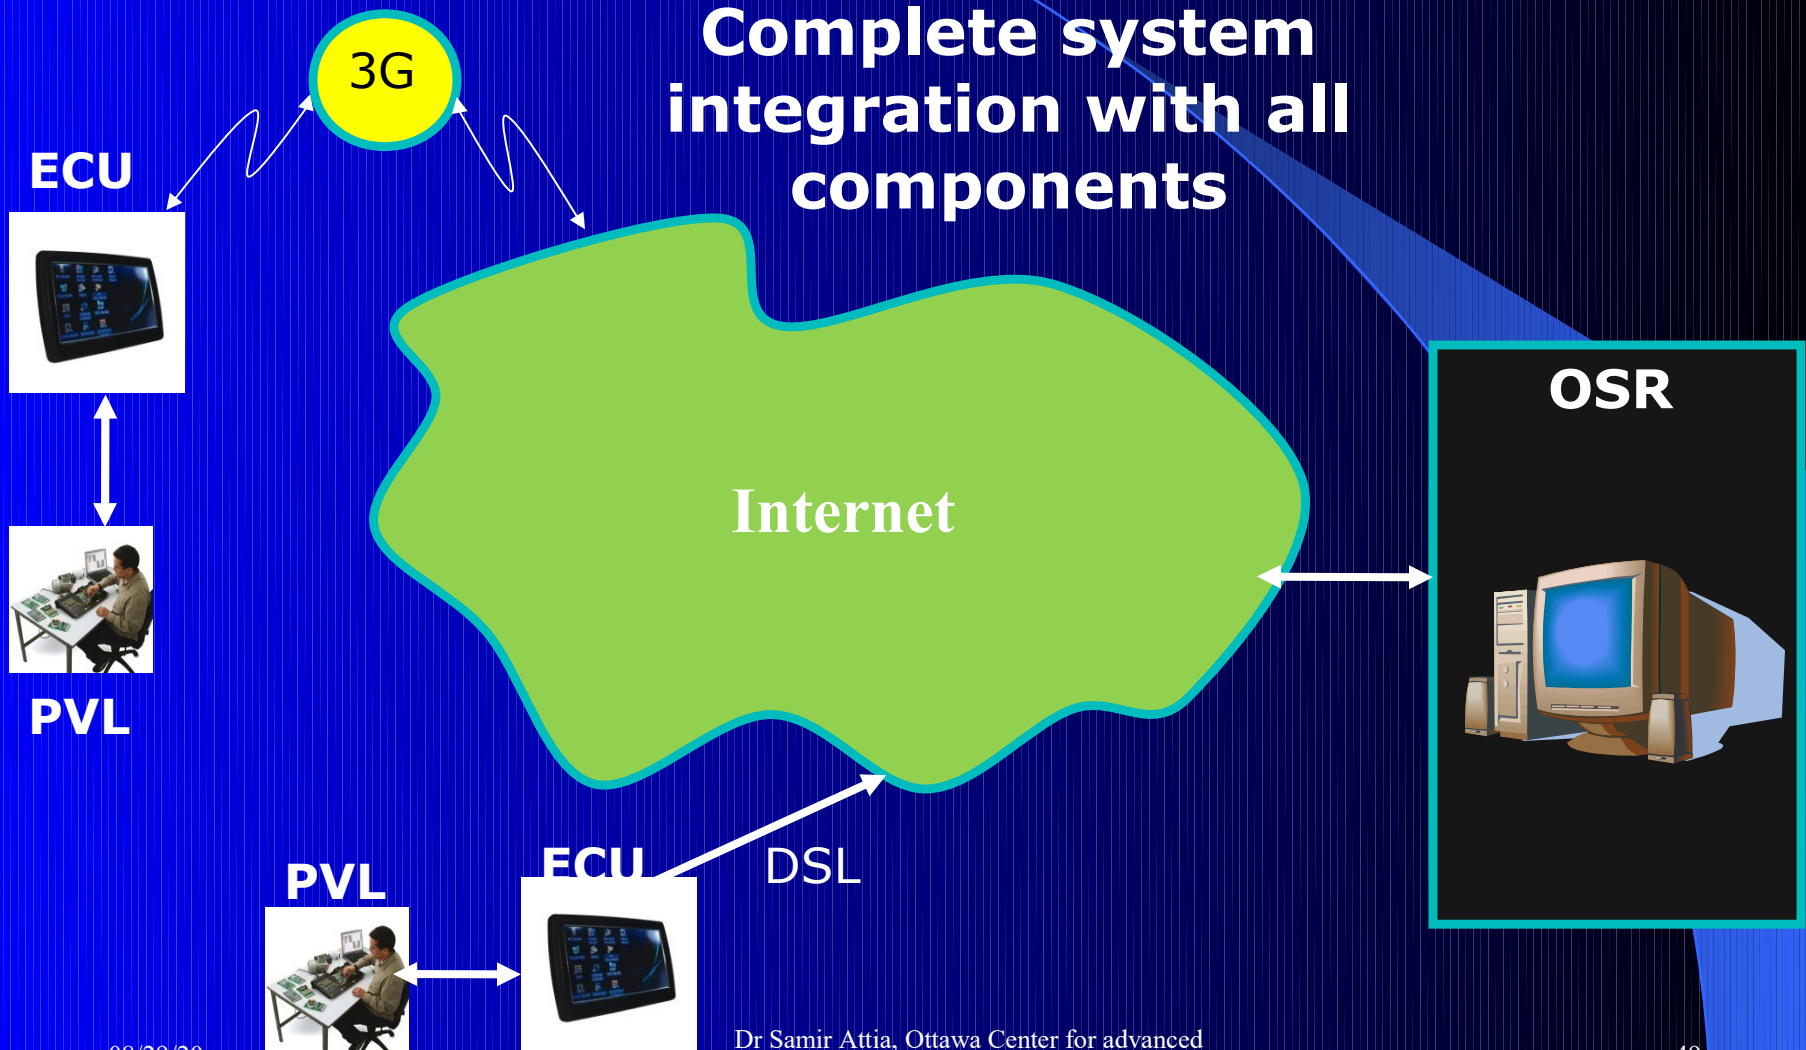 Complete system
integration with all
components
3G
ECU
PVL
Internet
OSR
PVL
ECU
DSL
Dr Samir Attia, Ottawa Center for advanced